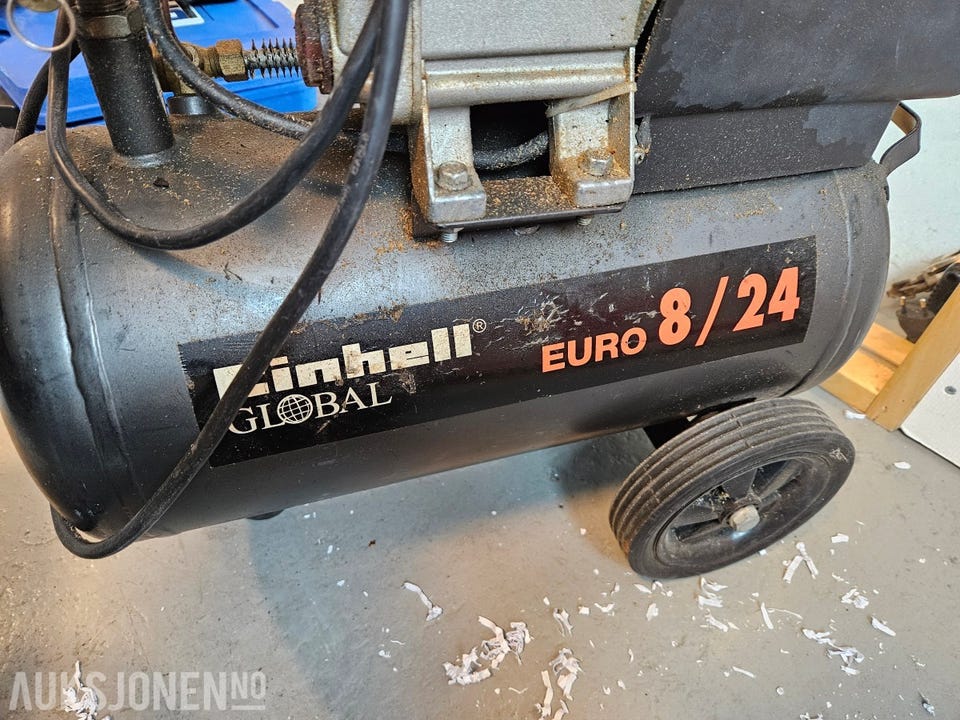 Einhell®
GLOBAL
EURO 8/24
AUKSJONEN NO